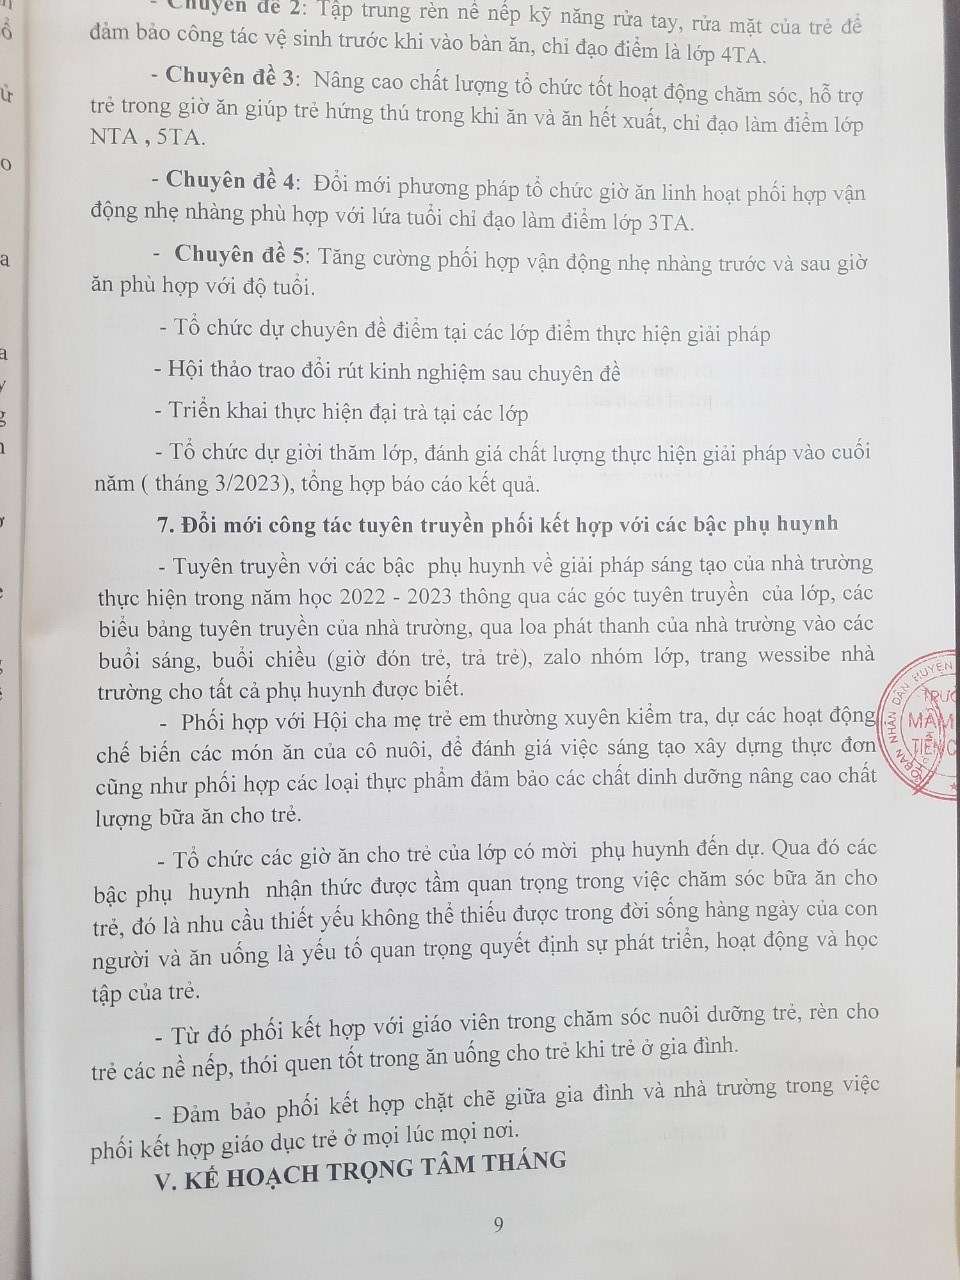 - Chuyên đề 2: Tập trung rèn nề nếp kỹ năng rửa tay, rửa mặt của trẻ để
đảm bảo công tác vệ sinh trước khi vào bàn ăn, chỉ đạo điểm là lớp 4TA.
- Chuyên đề 3: Nâng cao chất lượng tổ chức tốt hoạt động chăm sóc, hỗ trợ
trẻ trong giờ ăn giúp trẻ hứng thú trong khi ăn và ăn hết xuất, chỉ đạo làm điểm lớp
NTA , 5TA.
- Chuyên đề 4: Đổi mới phương pháp tổ chức giờ ăn linh hoạt phối hợp vận
động nhẹ nhàng phù hợp với lứa tuổi chỉ đạo làm điểm lớp 3TA.
- Chuyên đề 5: Tăng cường phối hợp vận động nhẹ nhàng trước và sau giờ
ăn phù hợp với độ tuổi.
- Tổ chức dự chuyên đề điểm tại các lớp điểm thực hiện giải pháp
- Hội thảo trao đổi rút kinh nghiệm sau chuyên đề
- Triển khai thực hiện đại trà tại các lớp
- Tổ chức dự giời thăm lớp, đánh giá chất lượng thực hiện giải pháp vào cuối
năm ( tháng 3/2023), tổng hợp báo cáo kết quả.
7. Đổi mới công tác tuyên truyền phối kết hợp với các bậc phụ huynh
- Tuyên truyền với các bậc phụ huynh về giải pháp sáng tạo của nhà trường
thực hiện trong năm học 2022 - 2023 thông qua các góc tuyên truyền của lớp, các
biểu bảng tuyên truyền của nhà trường, qua loa phát thanh của nhà trường vào các
buổi sáng, buổi chiều (giờ đón trẻ, trả trẻ), zalo nhóm lớp, trang wessibe nhà
trường cho tất cả phụ huynh được biết.
- Phối hợp với Hội cha mẹ trẻ em thường xuyên kiểm tra, dự các hoạt động
chế biến các món ăn của cô nuôi, để đánh giá việc sáng tạo xây dựng thực đơn
cũng như phối hợp các loại thực phẩm đảm bảo các chất dinh dưỡng nâng cao chất
lượng bữa ăn cho trẻ.
- Tổ chức các giờ ăn cho trẻ của lớp có mời phụ huynh đến dự. Qua đó các
bậc phụ huynh nhận thức được tầm quan trọng trong việc chăm sóc bữa ăn cho
trẻ, đó là nhu cầu thiết yếu không thể thiếu được trong đời sống hàng ngày của con
người và ăn uống là yếu tố quan trọng quyết định sự phát triển, hoạt động và học
tập của trẻ.
- Từ đó phối kết hợp với giáo viên trong chăm sóc nuôi dưỡng trẻ, rèn cho
trẻ các nề nếp, thói quen tốt trong ăn uống cho trẻ khi trẻ ở gia đình.
- Đảm bảo phối kết hợp chặt chẽ giữa gia đình và nhà trường trong việc
phối kết hợp giáo dục trẻ ở mọi lúc mọi nơi.
V. KẾ HOẠCH TRỌNG TÂM THÁNG
9
BAN NHÂN DÂN HUYỆN
MẦM
TIÊN